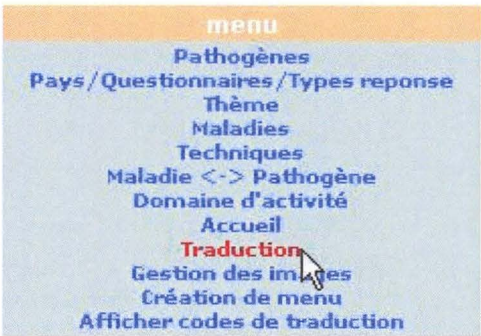 menu
Pathogènes
Pays/Questionnaires/Types reponse
Thème
Maladies
Techniques
Maladie <-> Pathogène
Domaine d'activité
Accueil
Traduction
Gestion des images
Création de menu
Afficher codes de traduction